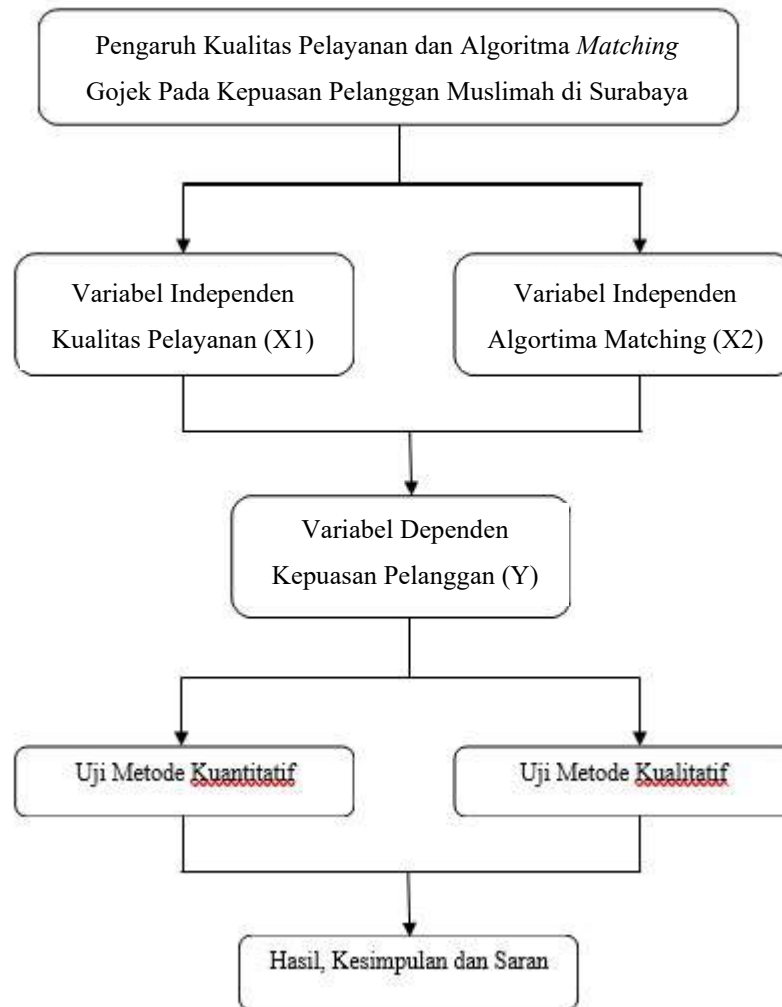 Pengaruh Kualitas Pelayanan dan Algoritma Matching
Gojek Pada Kepuasan Pelanggan Muslimah di Surabaya
Variabel Independen
Kualitas Pelayanan (X1)
Variabel Independen
Algortima Matching (X2)
Variabel Dependen
Kepuasan Pelanggan (Y)
Uji Metode Kuantitatif
Uji Metode Kualitatif
Hasil, Kesimpulan dan Saran